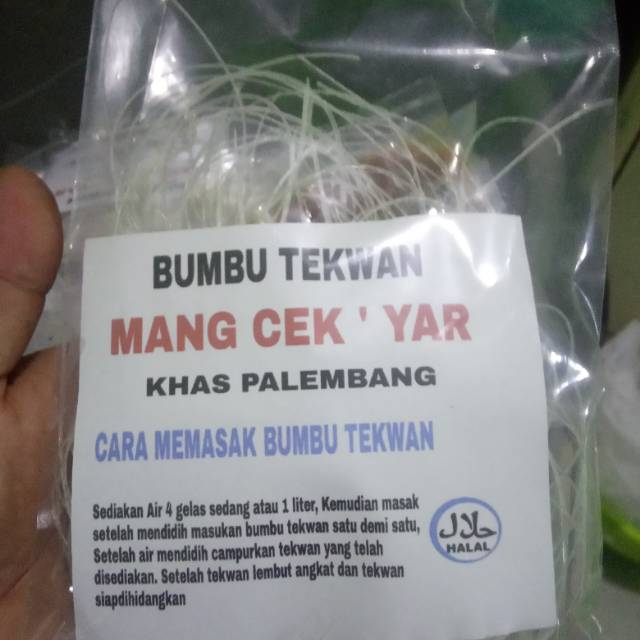 BUMBU TEKWAN
MANG CEK ' YAR
KHAS PALEMBANG
CARA MEMASAK BUMBU TEKWAN
Sediakan Air 4 gelas sedang atau 1 liter, Kemudian masak
setelah mendidih masukan bumbu tekwan satu demi satu,
Setelah air mendidih campurkan tekwan yang telah
disediakan. Setelah tekwan lembut angkat dan tekwan
siapdihidangkan
حلال
HALAL